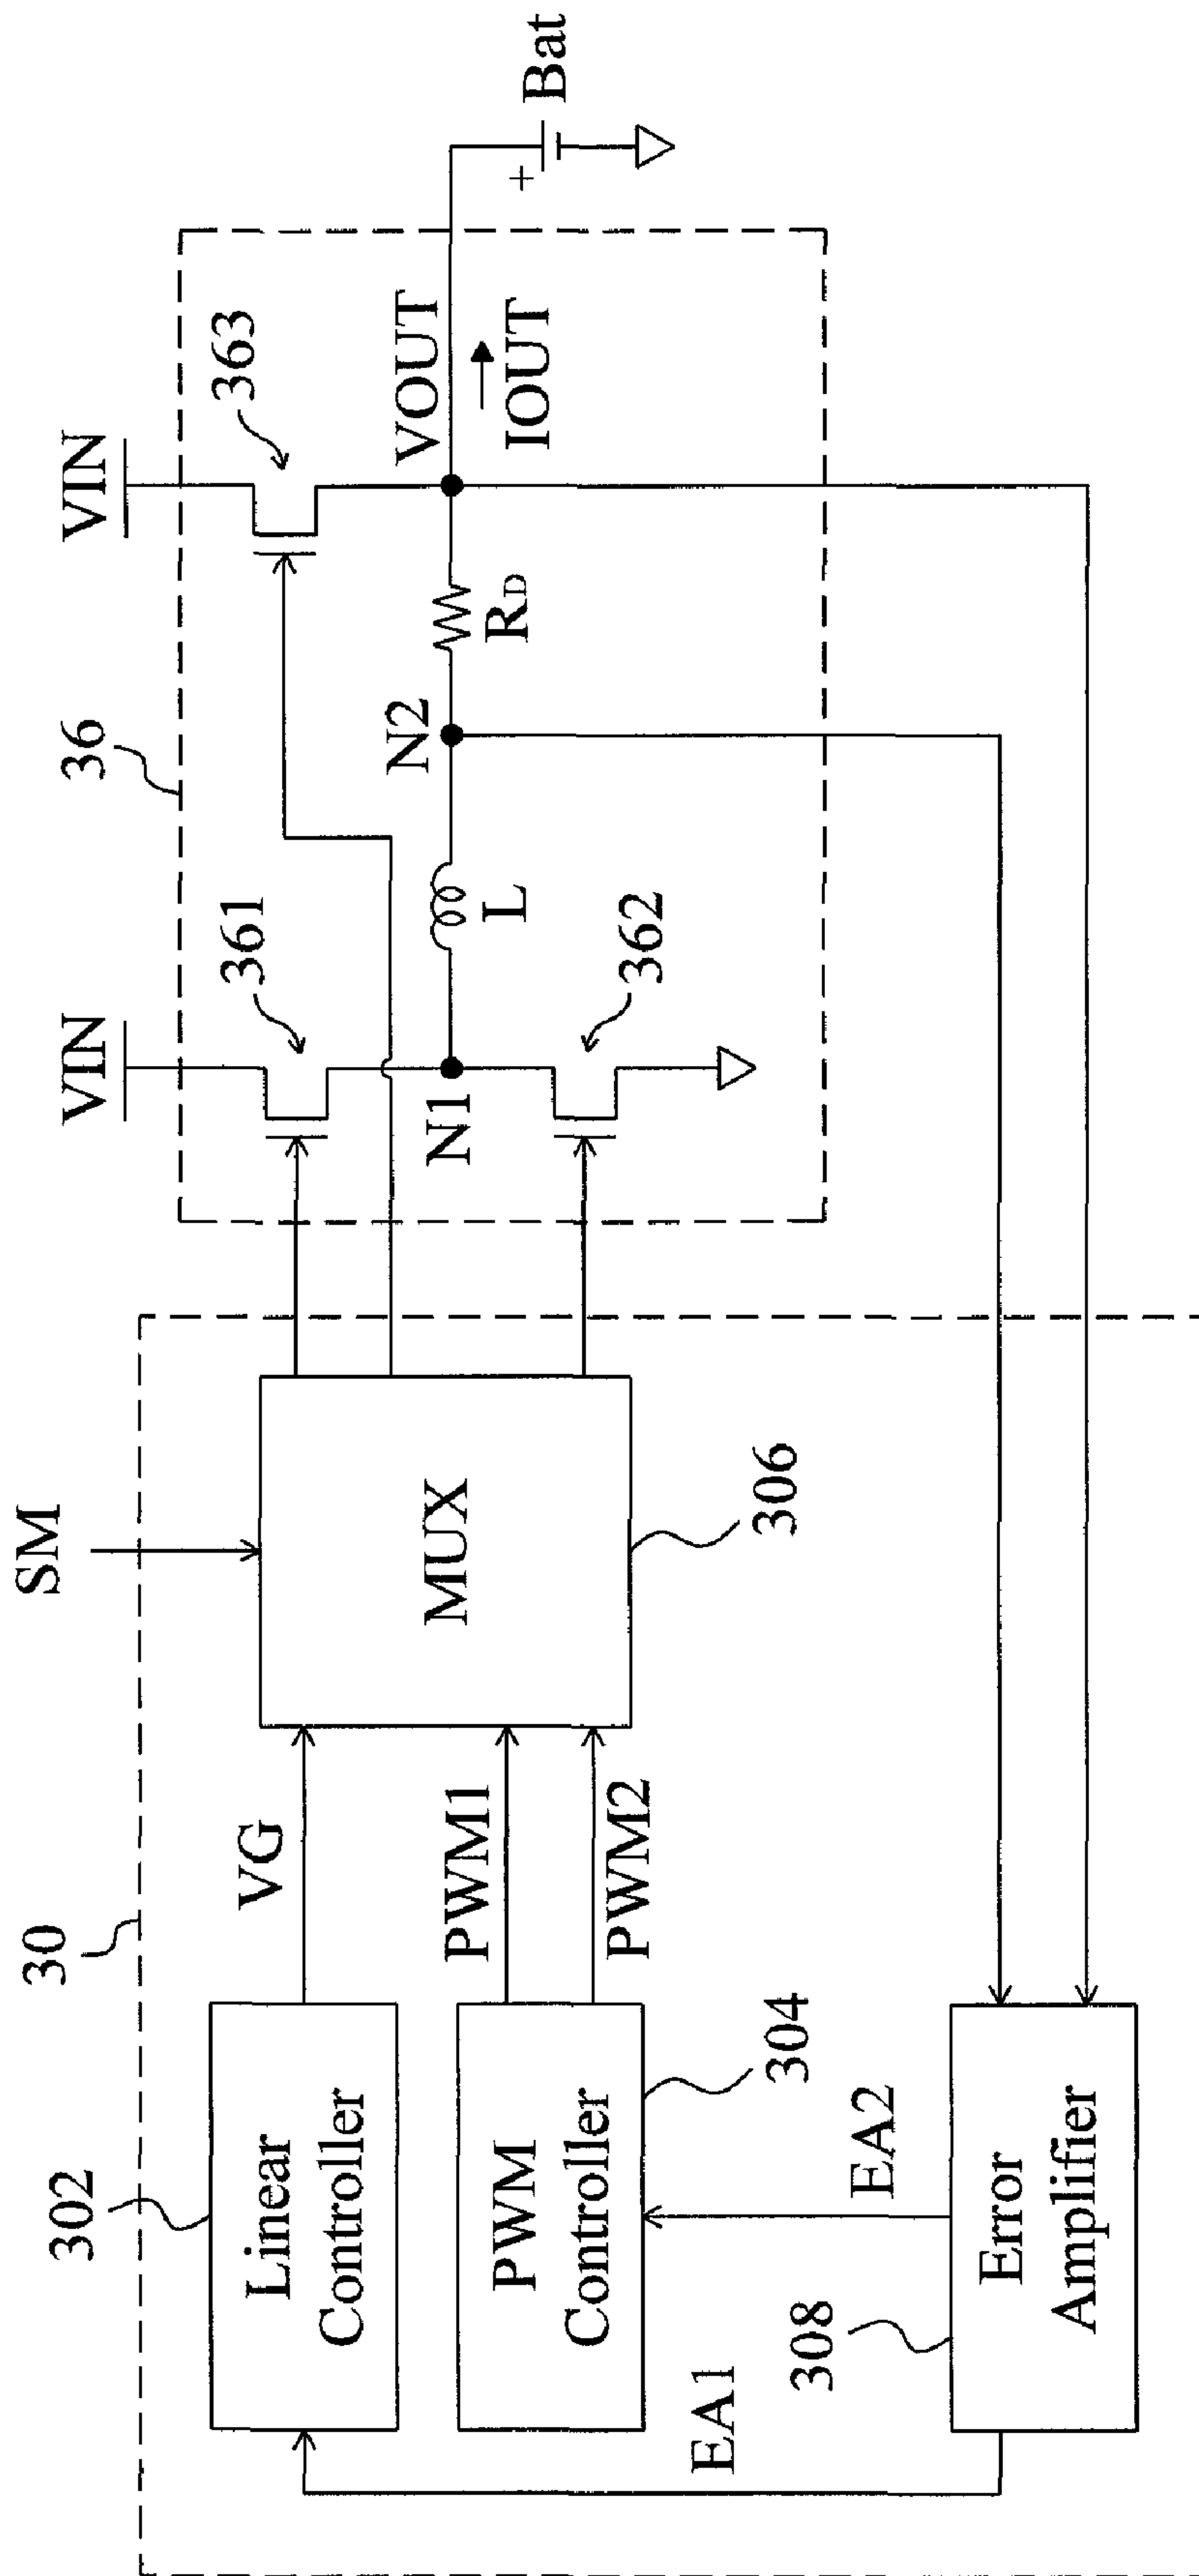 SM
VIN
VIN
36
363
361
30
302
Linear
Controller
VG
MUX
306
N1
L
362
N2
RD
VOUT
IOUT
+
Bat
PWM
Controller
304
PWM1
PWM2
EA1
EA2
308
Error
Amplifier